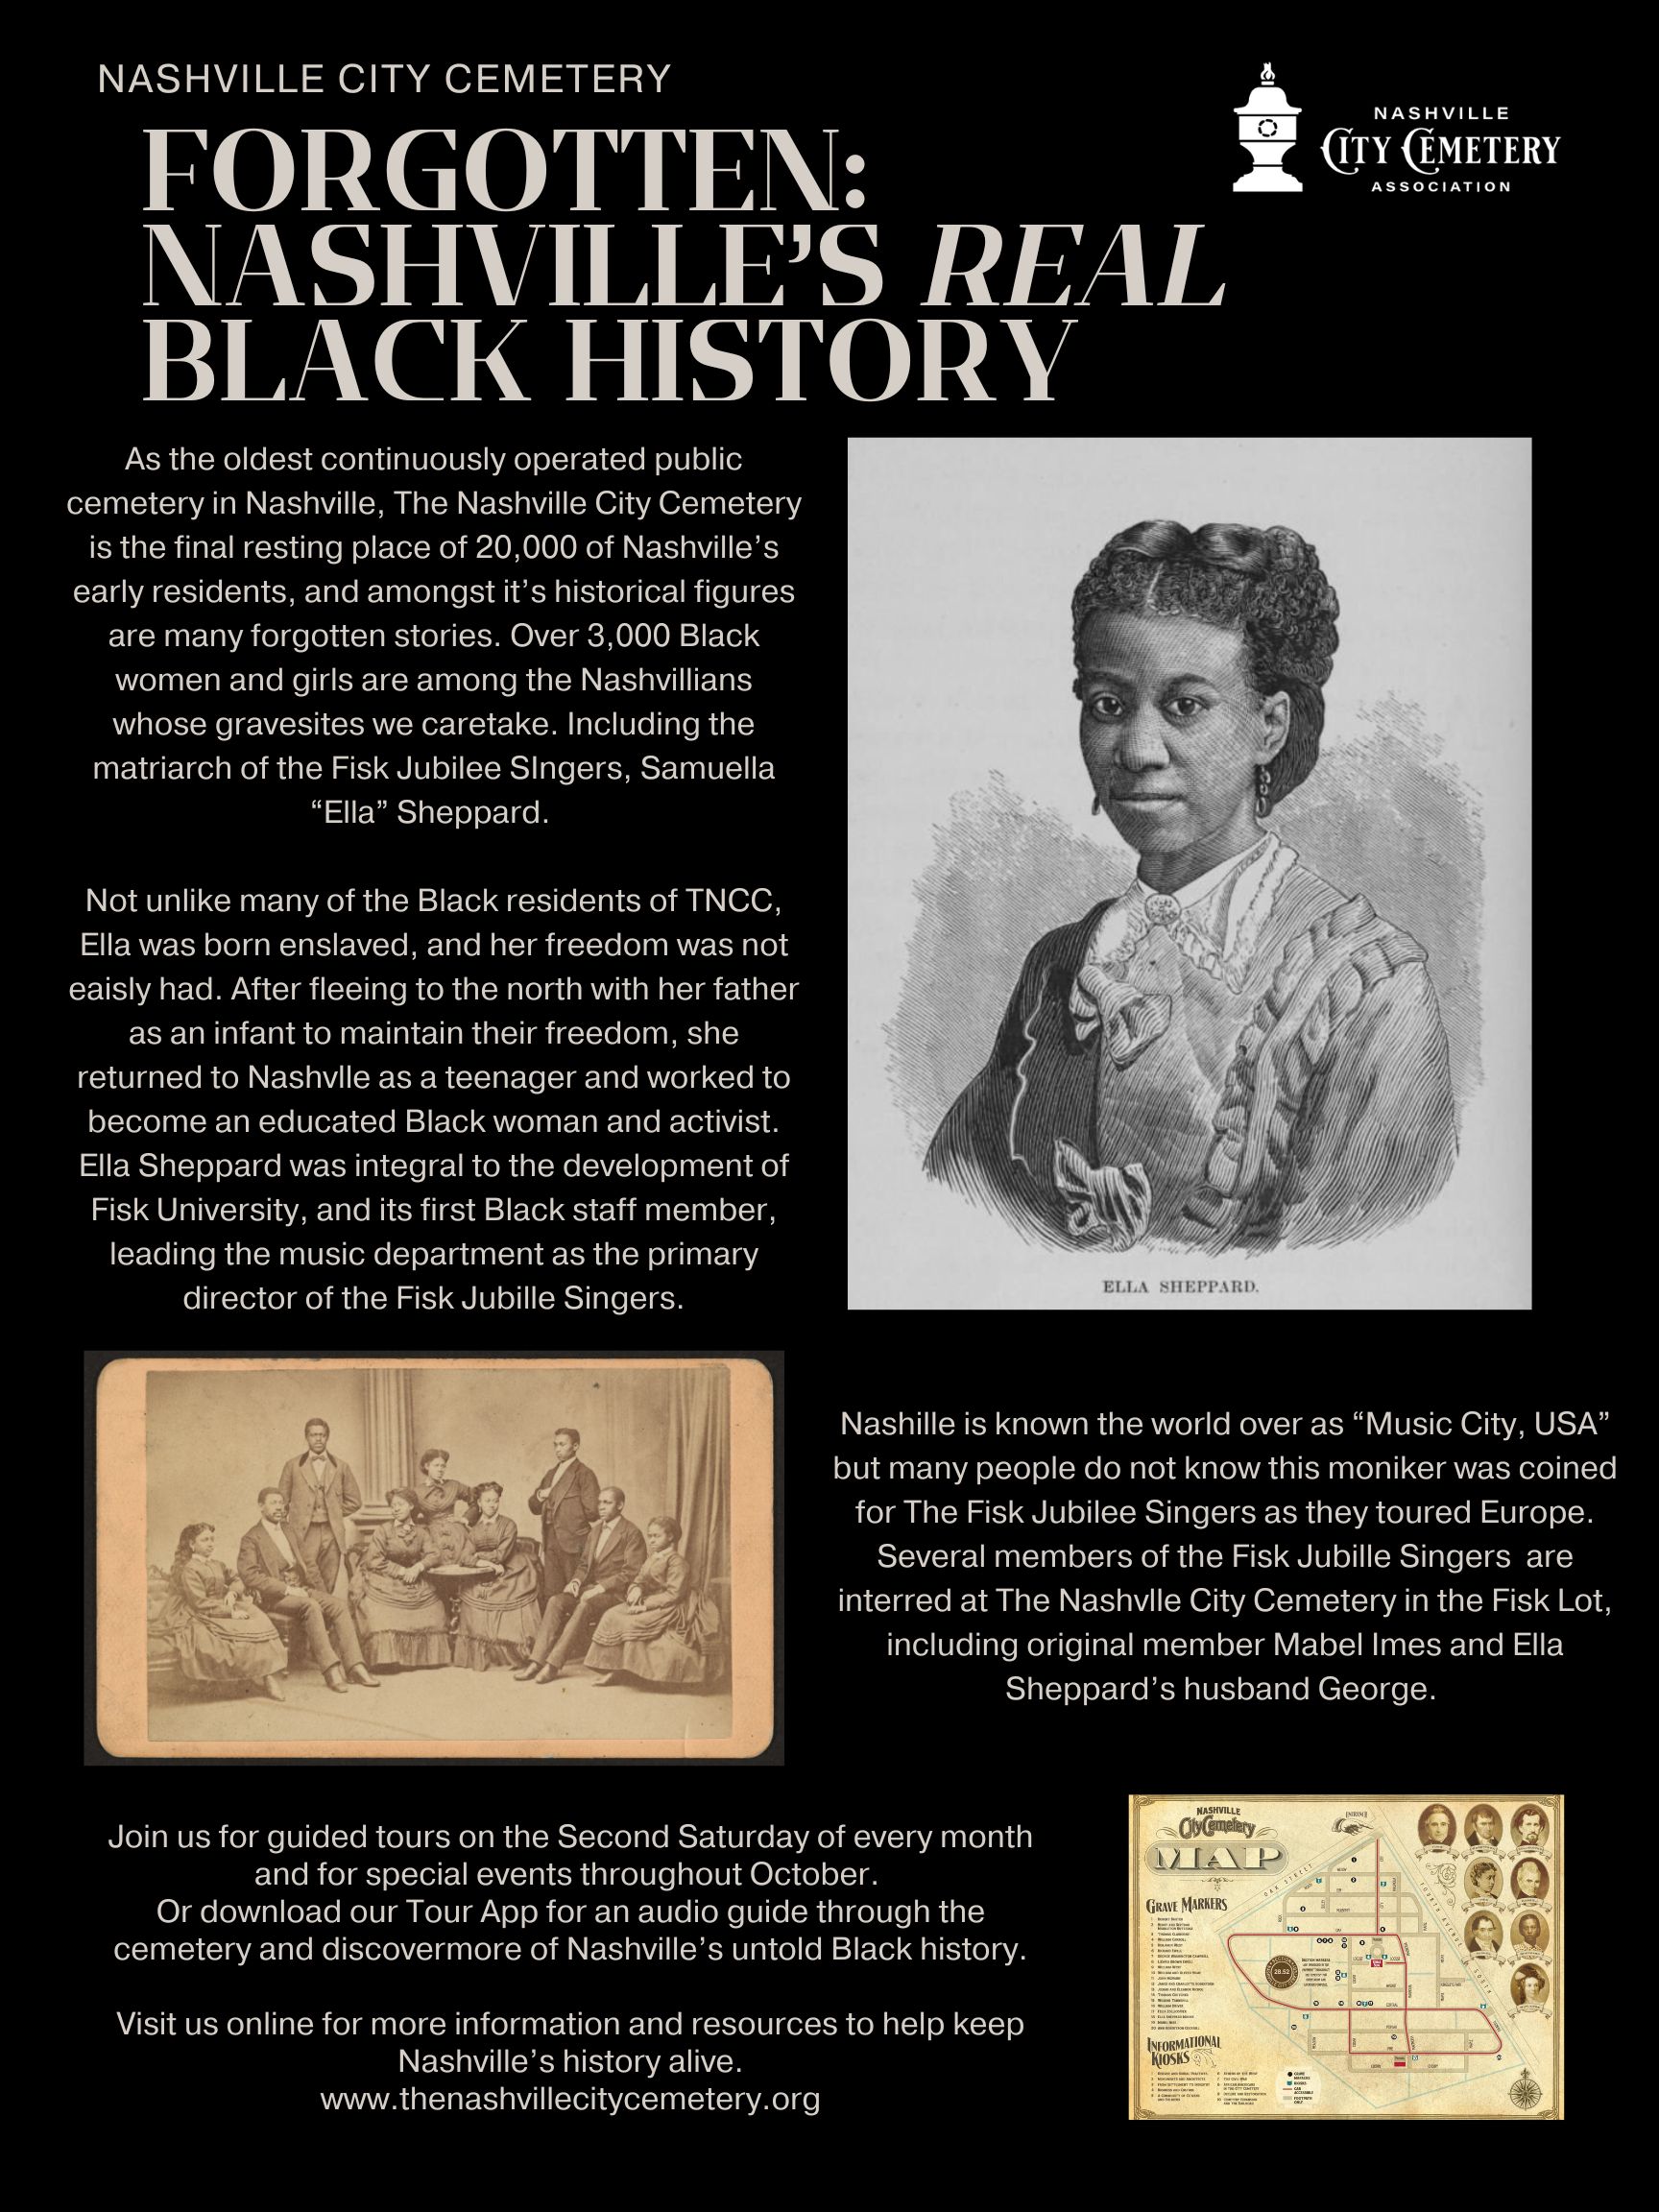 NASHVILLE CITY CEMETERY
FORGOTTEN:
NASHVILLE’S REAL
BLACK HISTORY
NASHVILLE
CITY CEMETERY
ASSOCIATION
As the oldest continuously operated public
cemetery in Nashville, The Nashville City Cemetery
is the final resting place of 20,000 of Nashville’s
early residents, and amongst it’s historical figures
are many forgotten stories. Over 3,000 Black
women and girls are among the Nashvillians
whose gravesites we caretake. Including the
matriarch of the Fisk Jubilee SIngers, Samuella
“Ella” Sheppard.
Not unlike many of the Black residents of TNCC,
Ella was born enslaved, and her freedom was not
eaisly had. After fleeing to the north with her father
as an infant to maintain their freedom, she
returned to Nashvlle as a teenager and worked to
become an educated Black woman and activist.
Ella Sheppard was integral to the development of
Fisk University, and its first Black staff member,
leading the music department as the primary
director of the Fisk Jubille Singers.
ELLA SHEPPARD.
Nashille is known the world over as “Music City, USA”
but many people do not know this moniker was coined
for The Fisk Jubilee Singers as they toured Europe.
Several members of the Fisk Jubille Singers  are
interred at The Nashvlle City Cemetery in the Fisk Lot,
including original member Mabel Imes and Ella
Sheppard’s husband George.
Join us for guided tours on the Second Saturday of every month
and for special events throughout October.
Or download our Tour App for an audio guide through the
cemetery and discovermore of Nashville’s untold Black history.
Visit us online for more information and resources to help keep
Nashville’s history alive.
www.thenashvillecitycemetery.org
NASHVILLE
City Cemetery
MAP
ENTRANCE
OAK STREET
FOURTH AVENUE SOUTH
GRAVE MARKERS
28.52
INFORMATIONAL
KIOSKS